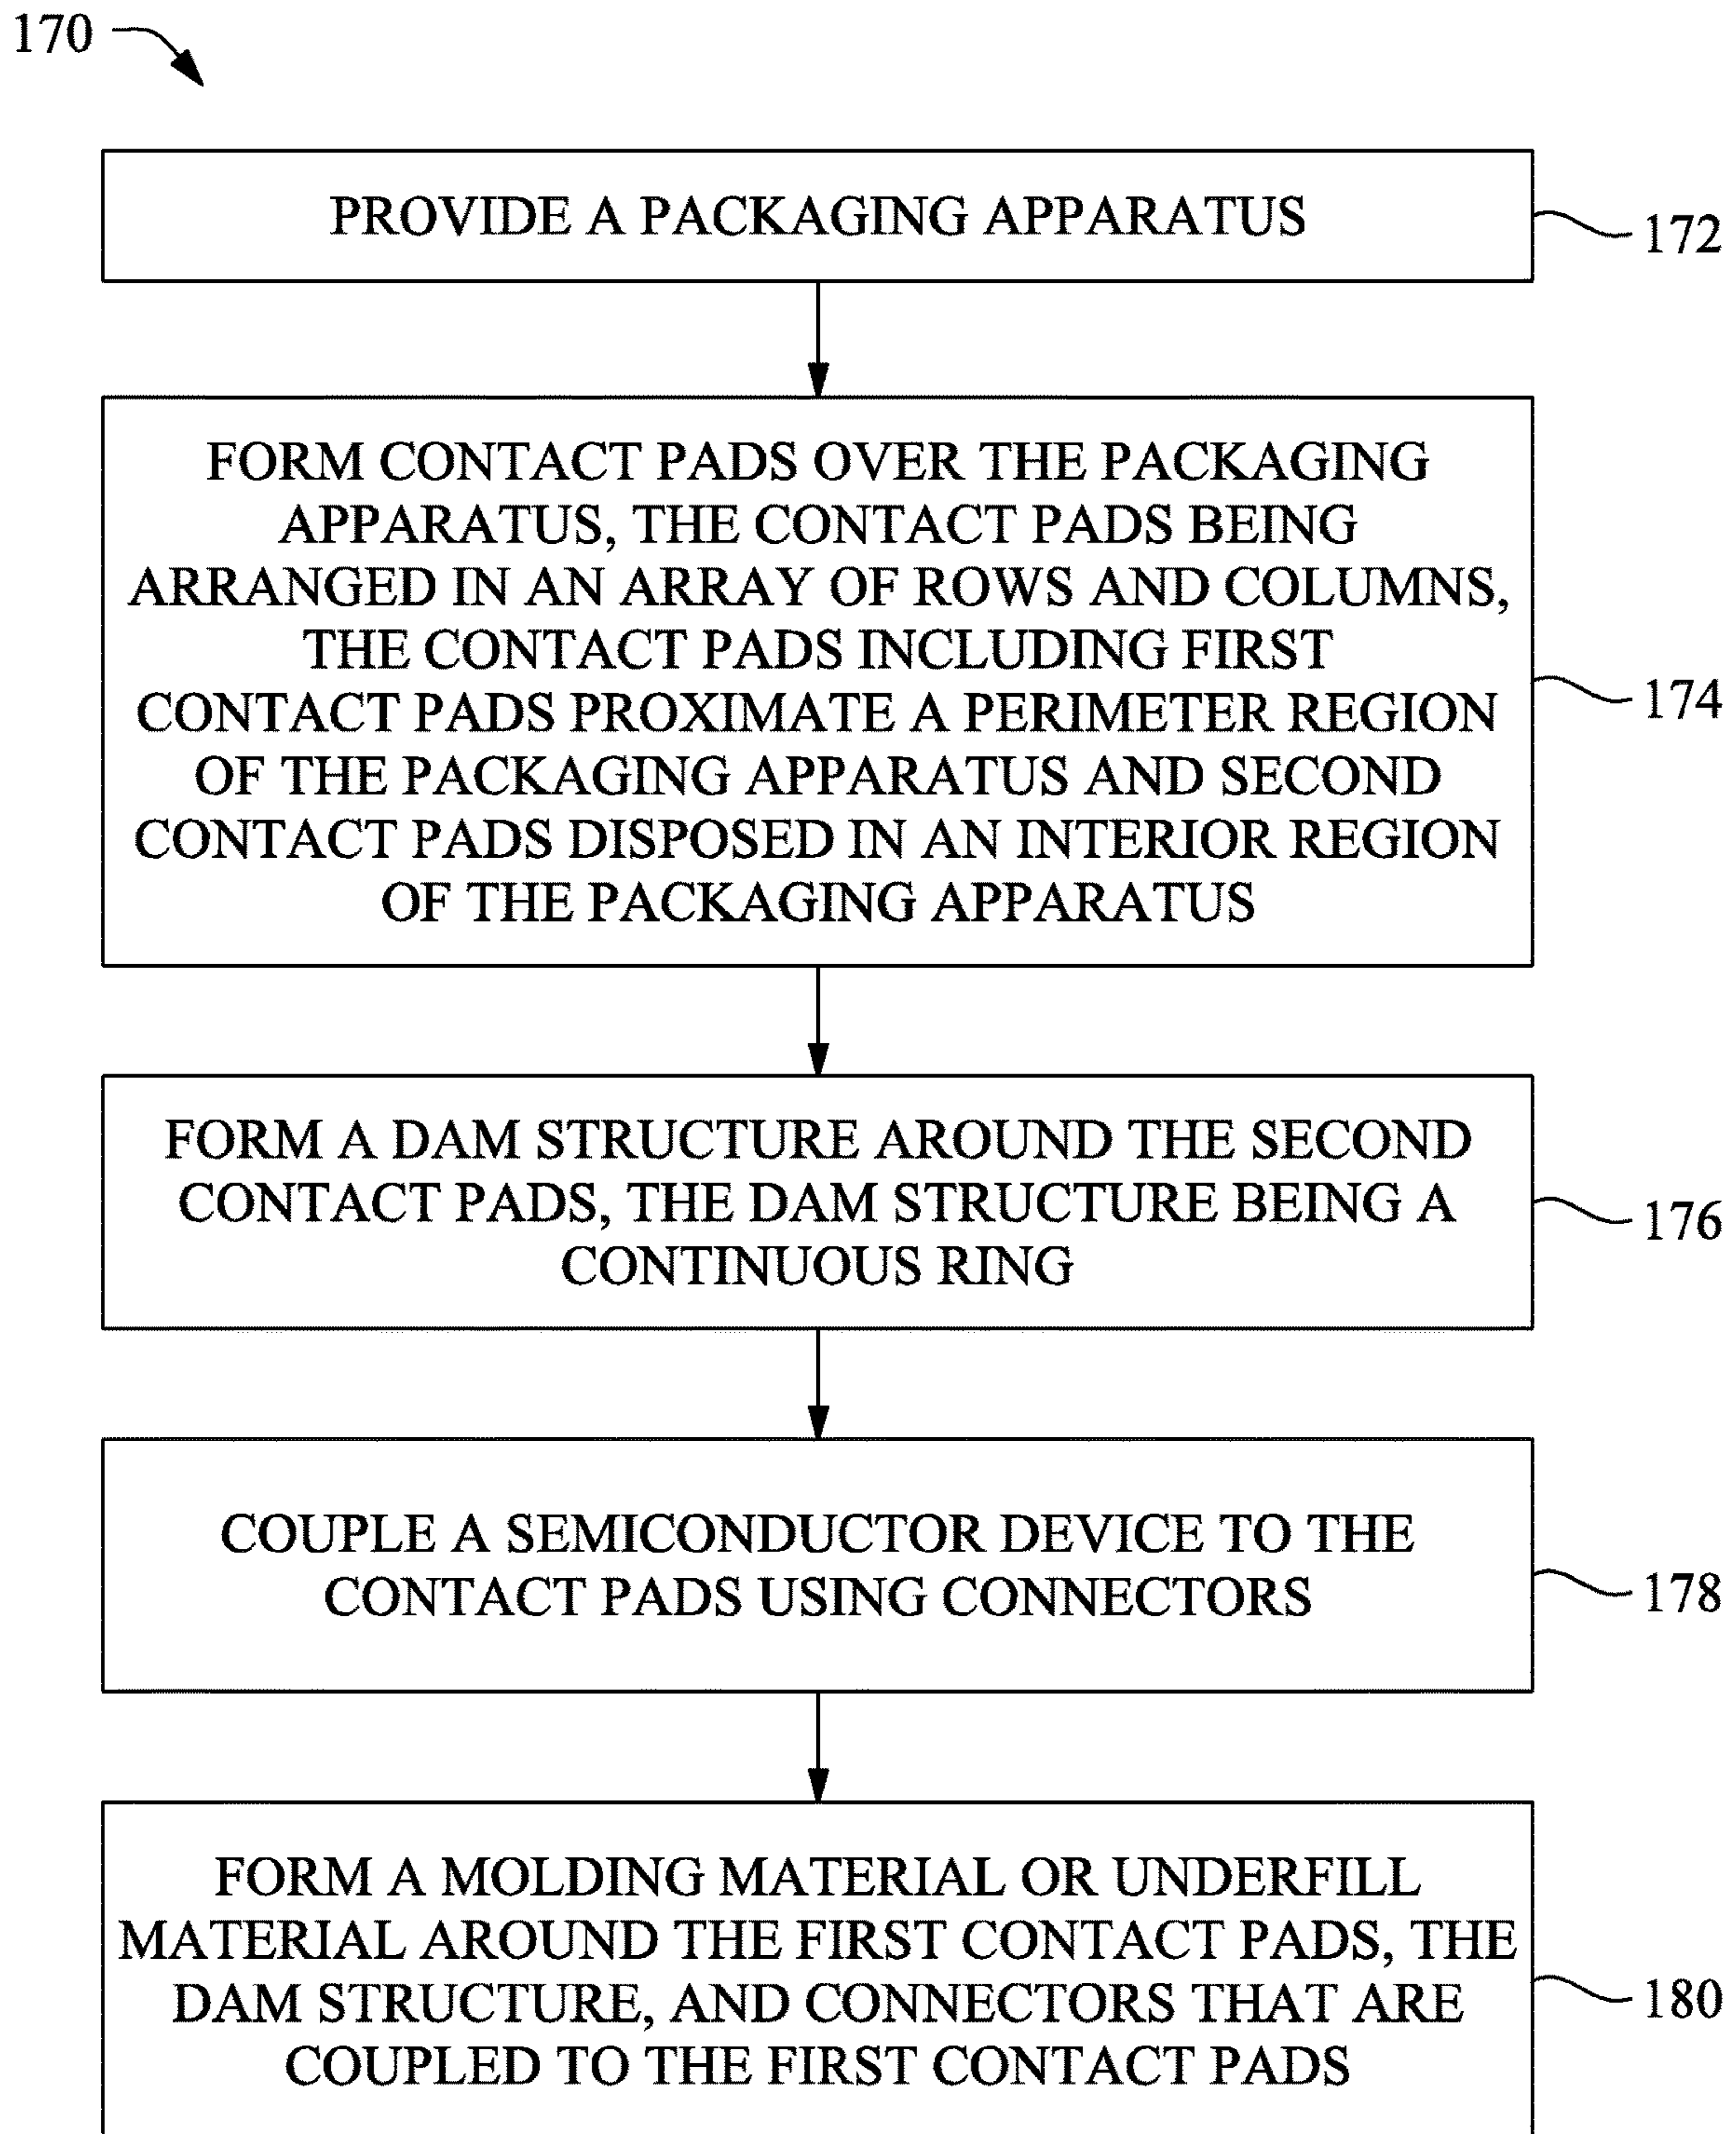 170
PROVIDE A PACKAGING APPARATUS
172
FORM CONTACT PADS OVER THE PACKAGING
APPARATUS, THE CONTACT PADS BEING
ARRANGED IN AN ARRAY OF ROWS AND COLUMNS,
THE CONTACT PADS INCLUDING FIRST
CONTACT PADS PROXIMATE A PERIMETER REGION
OF THE PACKAGING APPARATUS AND SECOND
CONTACT PADS DISPOSED IN AN INTERIOR REGION
OF THE PACKAGING APPARATUS
174
FORM A DAM STRUCTURE AROUND THE SECOND
CONTACT PADS, THE DAM STRUCTURE BEING A
CONTINUOUS RING
176
COUPLE A SEMICONDUCTOR DEVICE TO THE
CONTACT PADS USING CONNECTORS
178
FORM A MOLDING MATERIAL OR UNDERFILL
MATERIAL AROUND THE FIRST CONTACT PADS, THE
DAM STRUCTURE, AND CONNECTORS THAT ARE
COUPLED TO THE FIRST CONTACT PADS
180